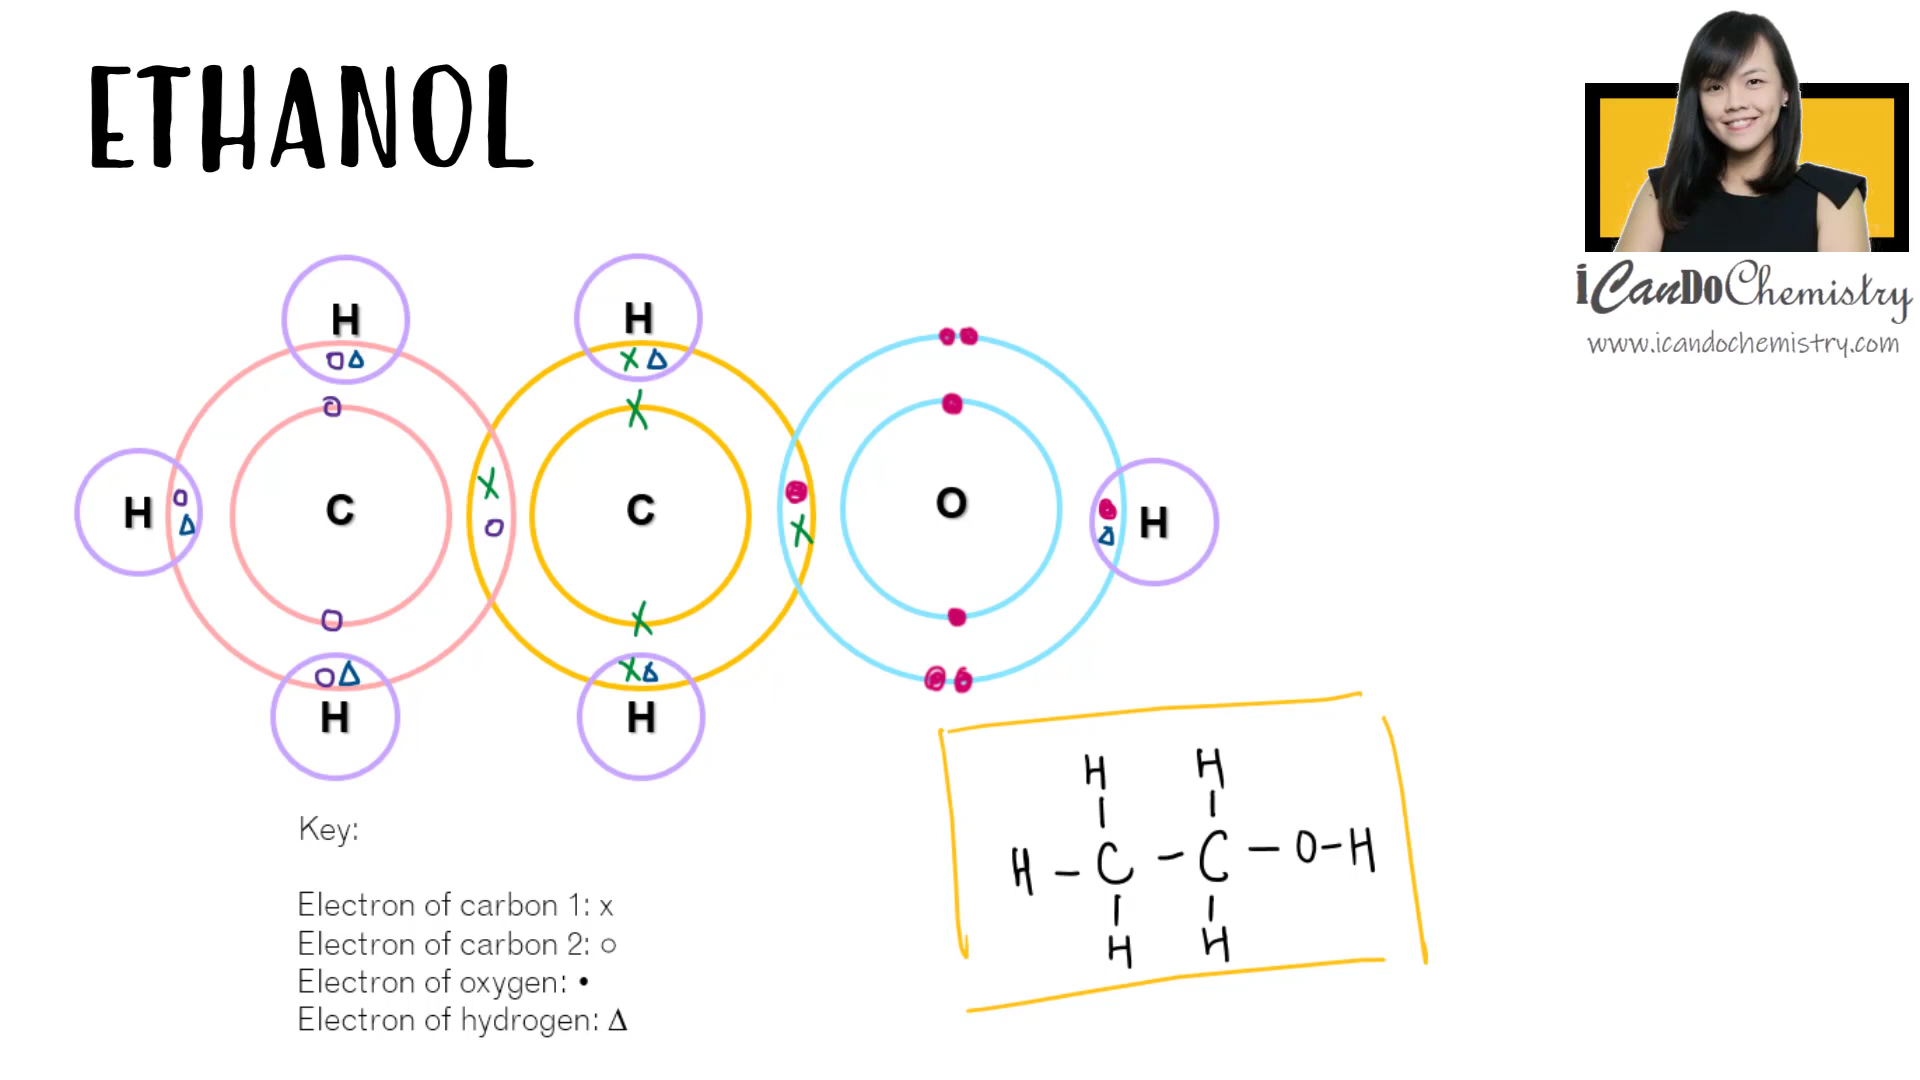 ETHANOL
iCanDoChemistry
www.icandochemistry.com
H
H
x Δ
o Δ
x
H
C
C
O
H
o
Δ
x
o
x
Δ
o
x
o Δ
x Δ
H
H
Key:
Electron of carbon 1: x
Electron of carbon 2: ○
Electron of oxygen: •
Electron of hydrogen: Δ
H H
H – C – C – O – H
H H